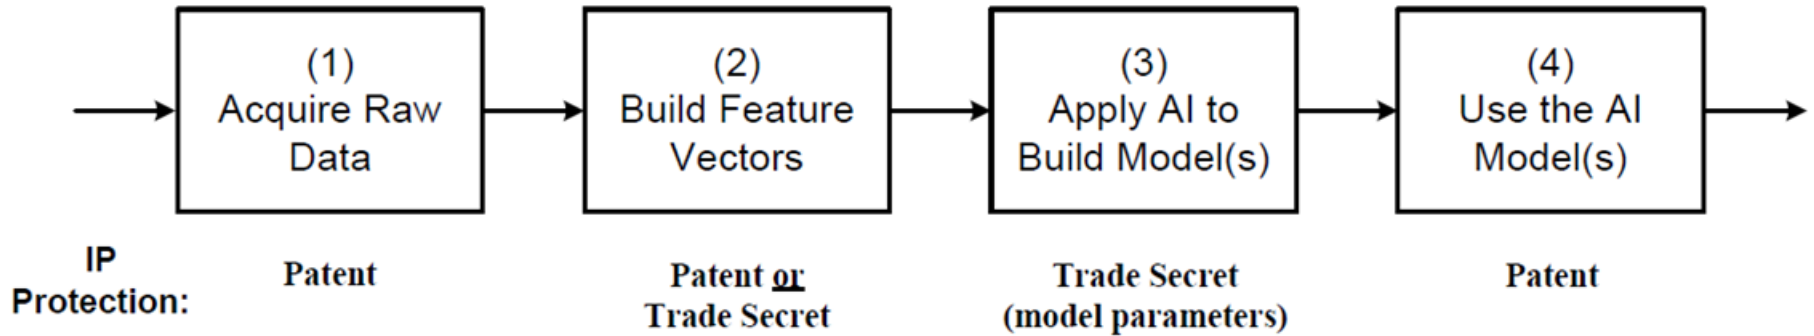 (1)
Acquire Raw
Data
(2)
Build Feature
Vectors
(3)
Apply AI to
Build Model(s)
(4)
Use the AI
Model(s)
IP
Protection:
Patent
Patent or
Trade Secret
Trade Secret
(model parameters)
Patent